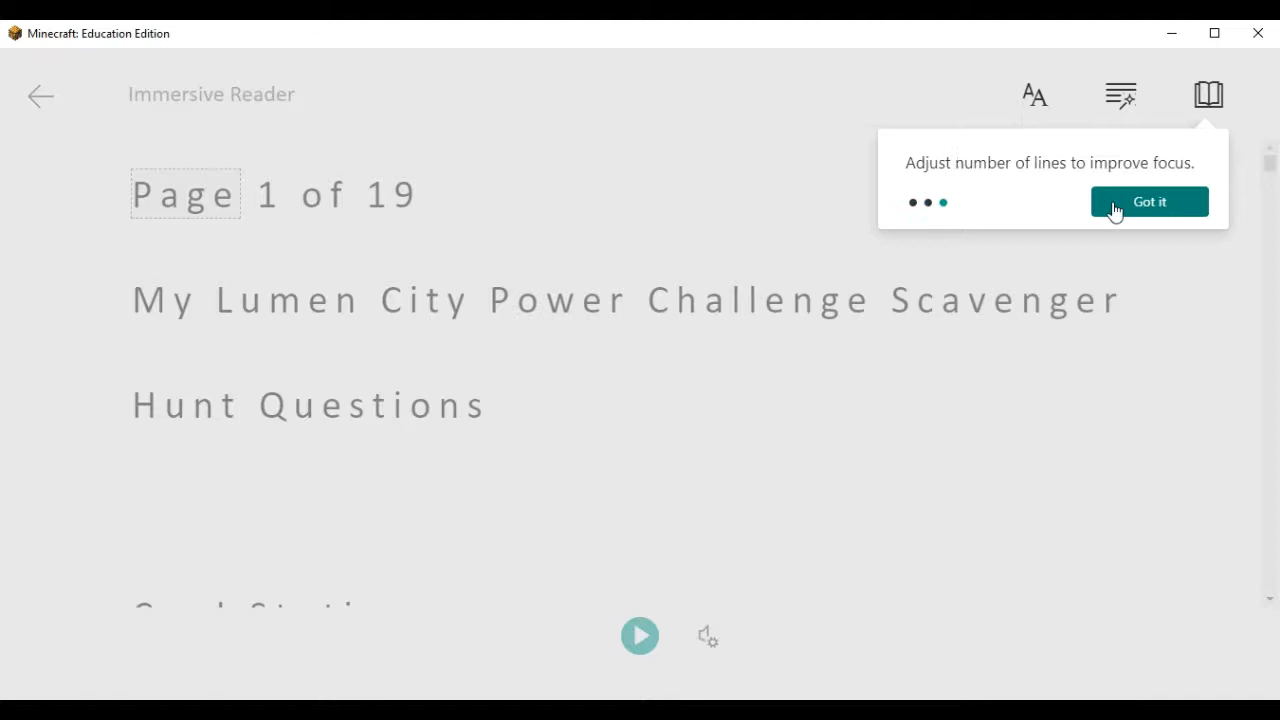 Minecraft: Education Edition
Immersive Reader
Adjust number of lines to improve focus.
Got it
Page 1 of 19
My Lumen City Power Challenge Scavenger
Hunt Questions